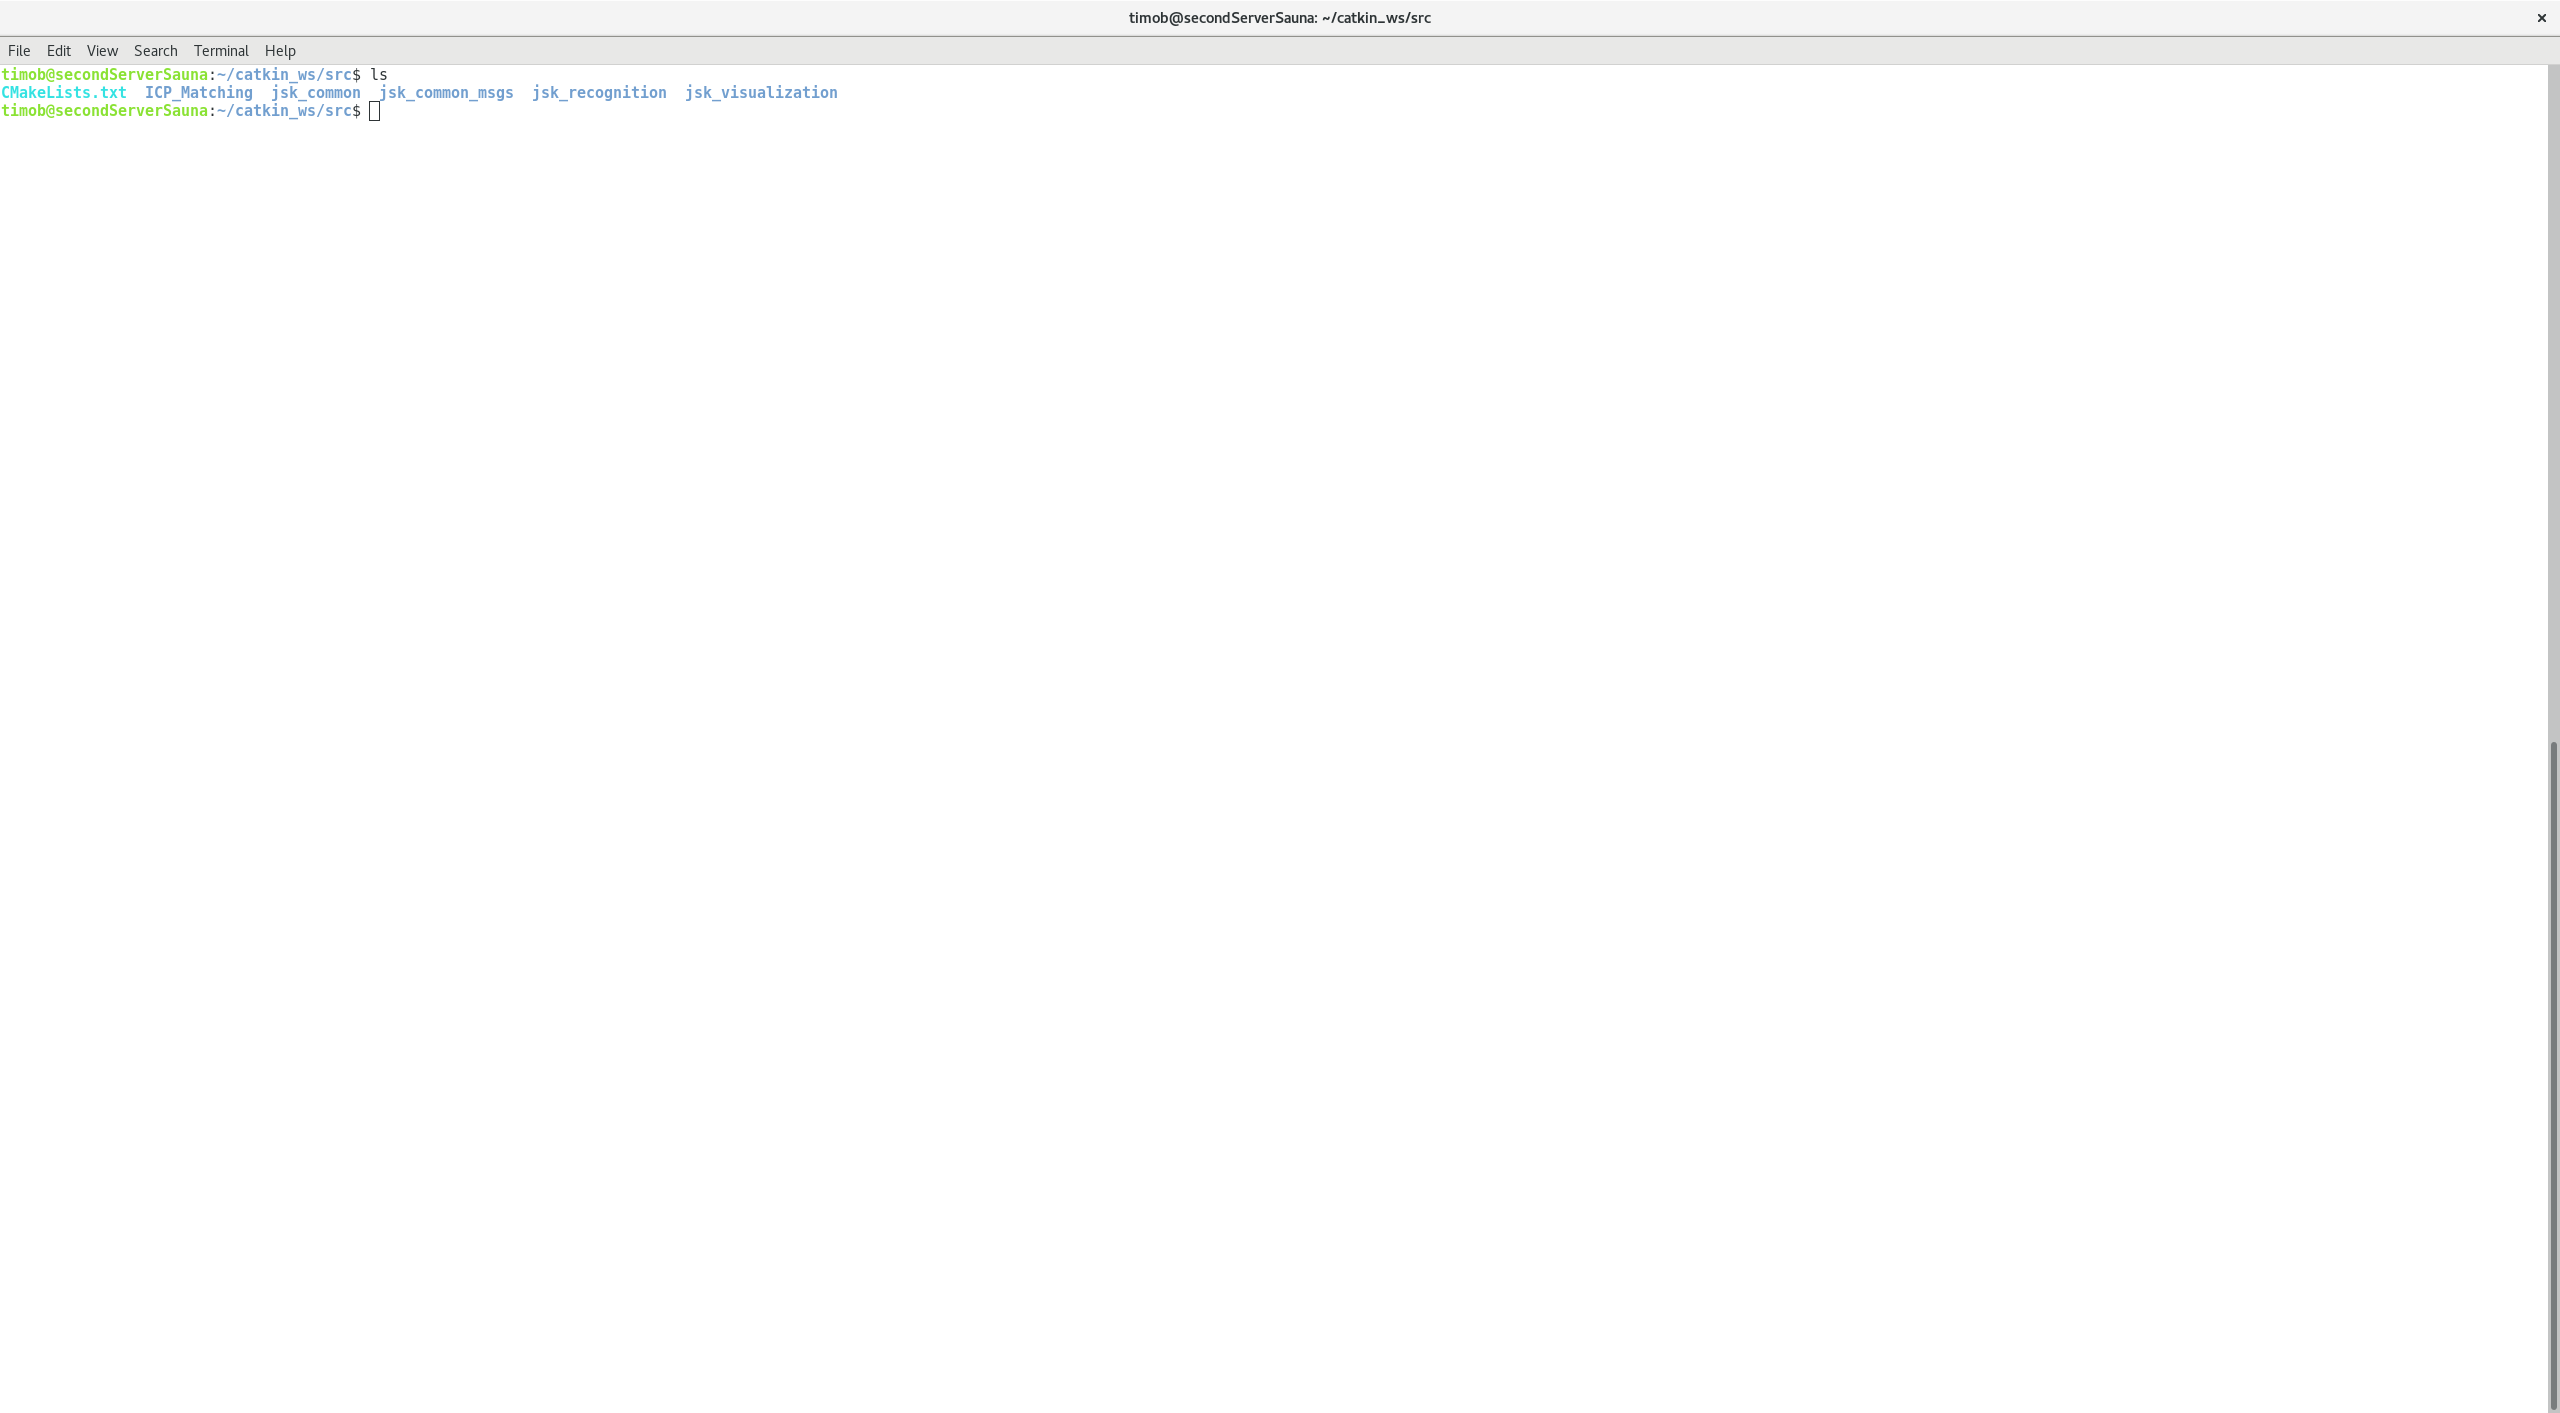 timob@secondServerSauna: ~/catkin_ws/src
File Edit View Search Terminal Help
timob@secondServerSauna:~/catkin_ws/src$ ls
CMakeLists.txt  ICP_Matching  jsk_common  jsk_common_msgs  jsk_recognition  jsk_visualization
timob@secondServerSauna:~/catkin_ws/src$